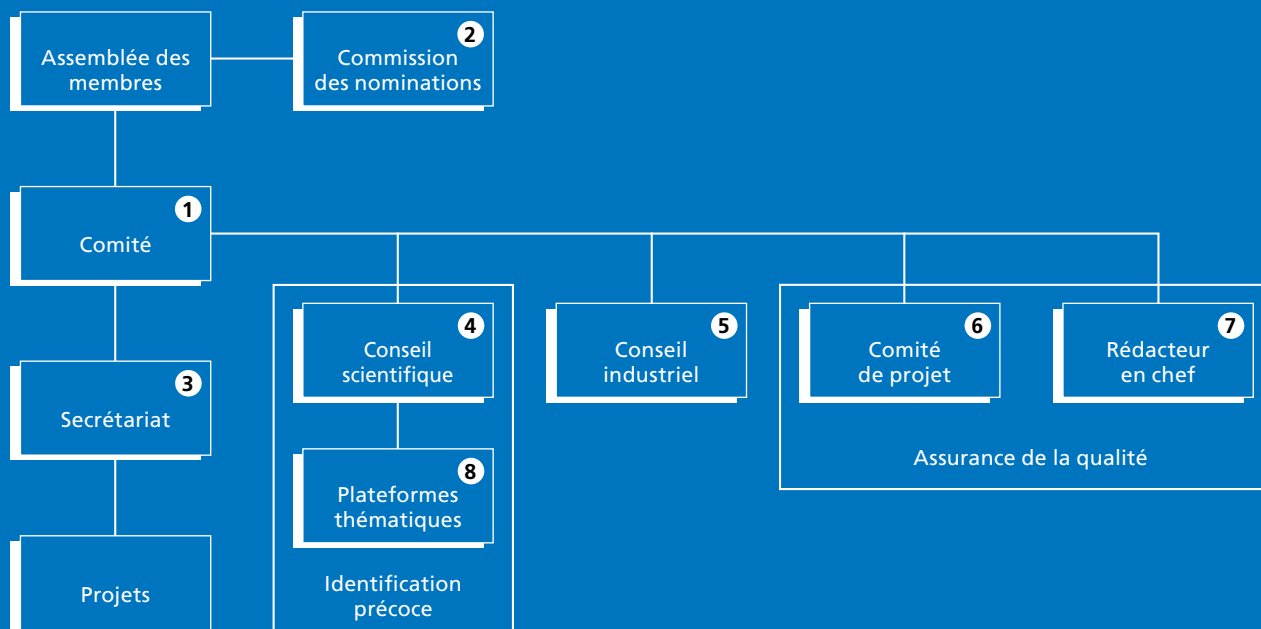 Assemblée des
membres
2
Commission
des nominations
1
Comité
3
Secrétariat
Projets
4
Conseil
scientifique
8
Plateformes
thématiques
Identification
précoce
5
Conseil
industriel
6
Comité
de projet
7
Rédacteur
en chef
Assurance de la qualité